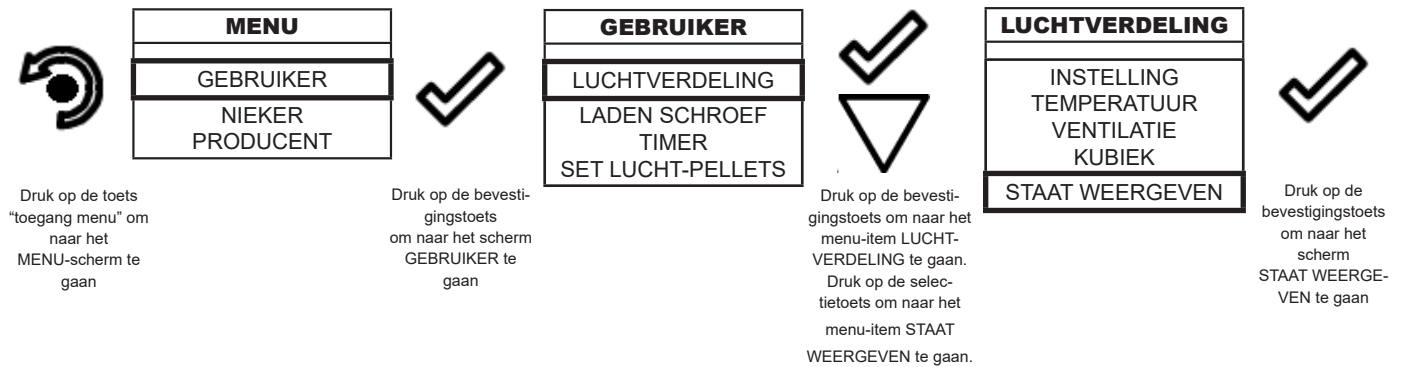 MENU
GEBRUIKER
NIEKER
PRODUCENT
Druk op de toets
“toegang menu” om
naar het
MENU-scherm te
gaan
Druk op de bevesti-
gingstoets
om naar het scherm
GEBRUIKER te
gaan
GEBRUIKER
LUCHTVERDELING
LADEN SCHROEF
TIMER
SET LUCHT-PELLETS
Druk op de bevesti-
gingstoets om naar het
menu-item LUCHT-
VERDELING te gaan.
Druk op de selec-
tietoets om naar het
menu-item STAAT
WEERGEVEN te gaan.
LUCHTVERDELING
INSTELLING
TEMPERATUUR
VENTILATIE
KUBIEK
STAAT WEERGEVEN
Druk op de
bevestigingstoets
om naar het
scherm
STAAT WEERGE-
VEN te gaan